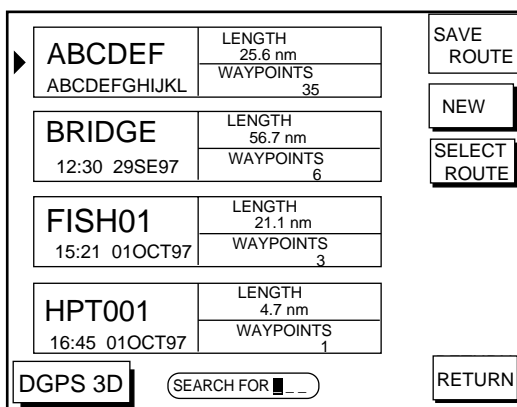 ABCDEF
ABCDEFGHIJKL
LENGTH
25.6 nm
WAYPOINTS
35
BRIDGE
12:30 29SE97
LENGTH
56.7 nm
WAYPOINTS
6
FISH01
15:21 01OCT97
LENGTH
21.1 nm
WAYPOINTS
3
HPT001
16:45 01OCT97
LENGTH
4.7 nm
WAYPOINTS
1
SAVE
ROUTE
NEW
SELECT
ROUTE
DGPS 3D
SEARCH FOR _ _
RETURN